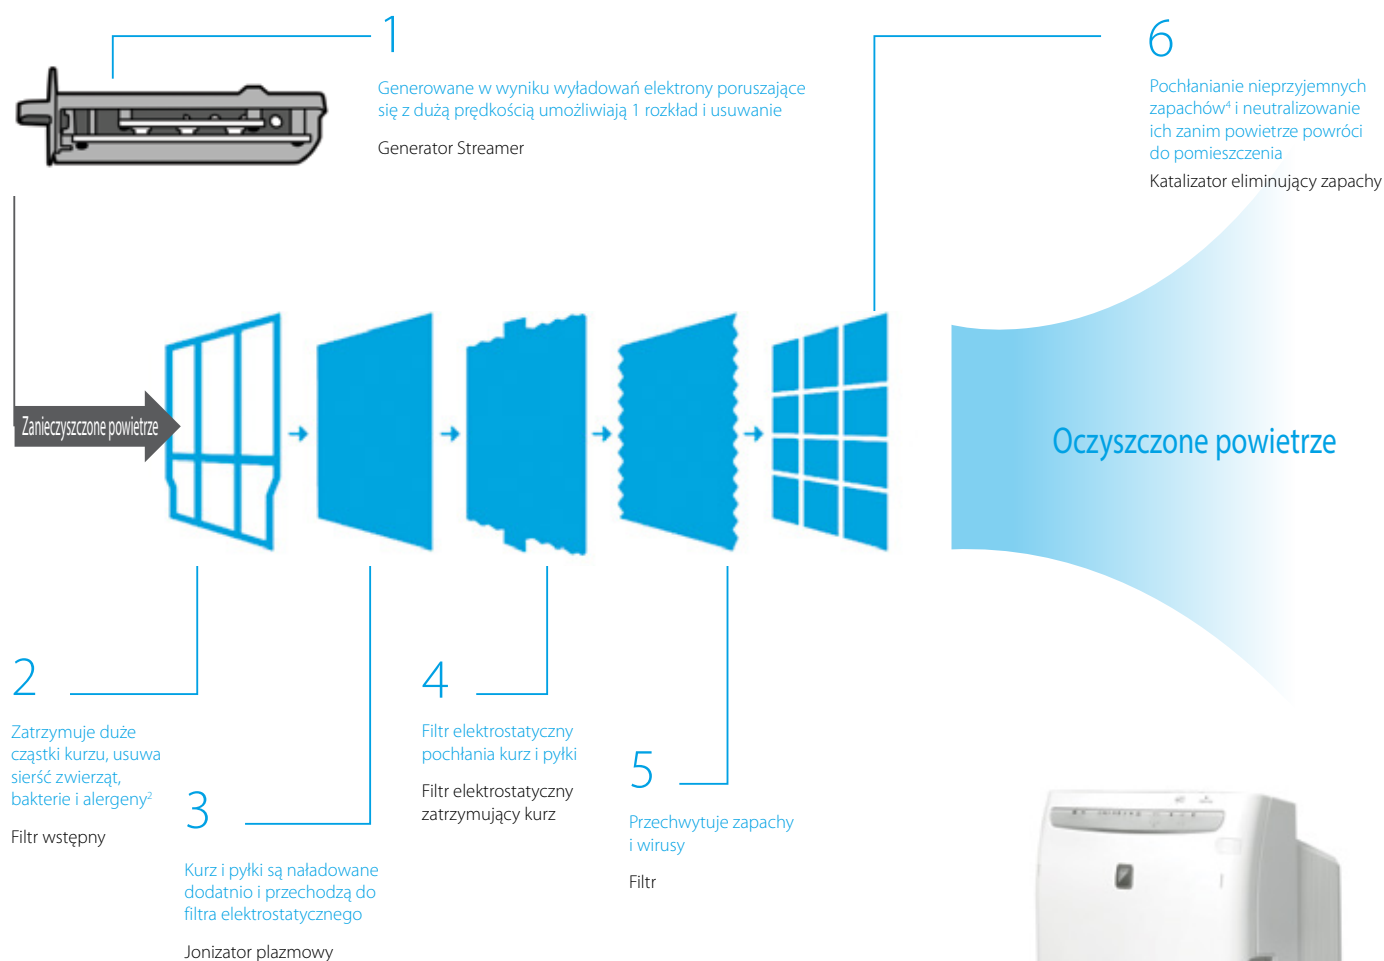 1
Generowane w wyniku wyładowań elektrony poruszające
się z dużą prędkością umożliwiają 1 rozkład i usuwanie
Generator Streamer
6
Pochłanianie nieprzyjemnych
zapachów⁴ i neutralizowanie
ich zanim powietrze powróci
do pomieszczenia
Katalizator eliminujący zapachy
Zanieczyszczone powietrze
Oczyszczone powietrze
2
Zatrzymuje duże
cząstki kurzu, usuwa
sierść zwierząt,
bakterie i alergeny²
Filtr wstępny
3
Kurz i pyłki są naładowane
dodatnio i przechodzą do
filtra elektrostatycznego
Jonizator plazmowy
4
Filtr elektrostatyczny
pochłania kurz i pyłki
Filtr elektrostatyczny
zatrzymujący kurz
5
Przechwytuje zapachy
i wirusy
Filtr